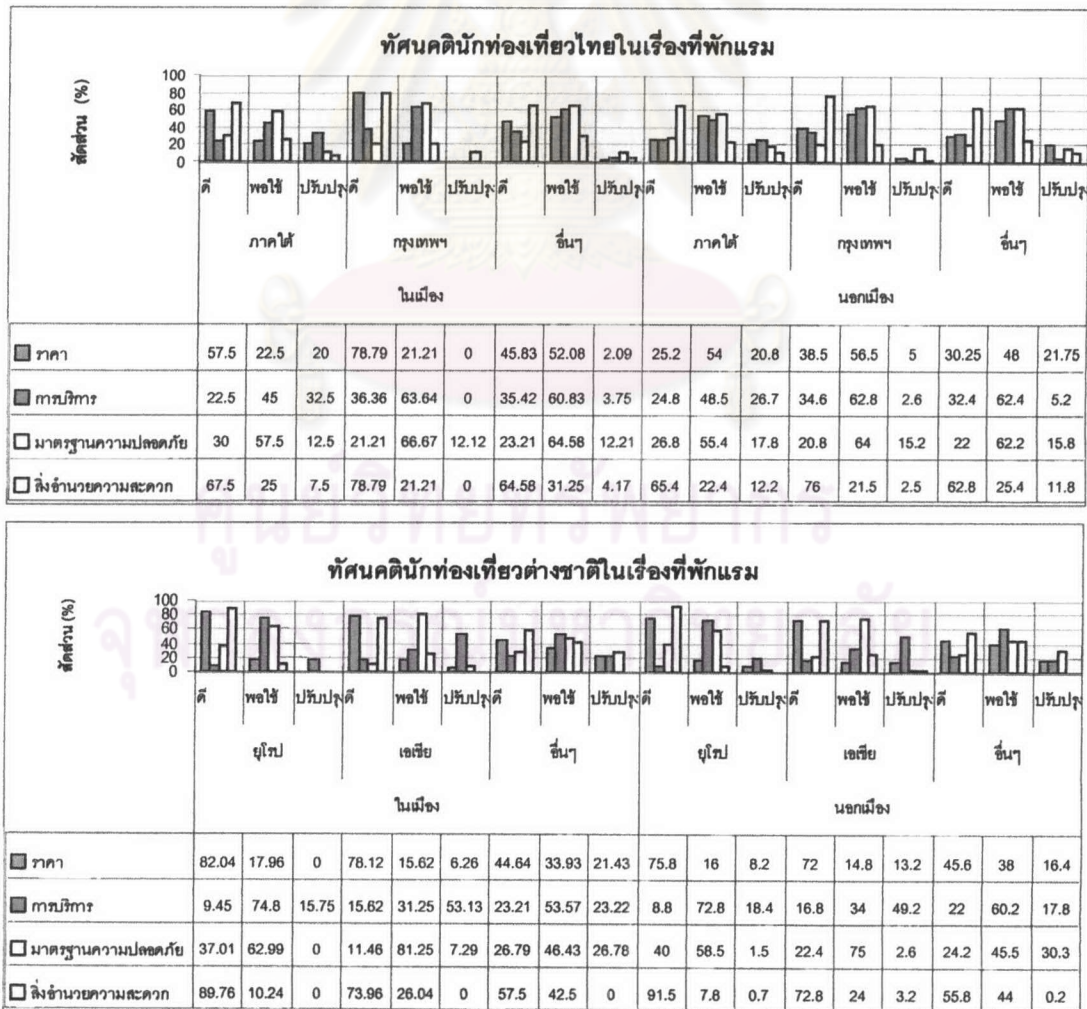 ทัศนคตินักท่องเที่ยวไทยในเรื่องที่พักแรม
สัดส่วน (%)
100
80
60
40
20
0
ดี พอใช้ ปรับปรุง ดี พอใช้ ปรับปรุง ดี พอใช้ ปรับปรุง ดี พอใช้ ปรับปรุง ดี พอใช้ ปรับปรุง ดี พอใช้ ปรับปรุง
ภาคใต้ กรุงเทพฯ อื่นๆ ภาคใต้ กรุงเทพฯ อื่นๆ
ในเมือง นอกเมือง
ราคา 57.5 22.5 20 78.79 21.21 0 45.83 52.08 2.09 25.2 54 20.8 38.5 56.5 5 30.25 48 21.75
การบริการ 22.5 45 32.5 36.36 63.64 0 35.42 60.83 3.75 24.8 48.5 26.7 34.6 62.8 2.6 32.4 62.4 5.2
มาตรฐานความปลอดภัย 30 57.5 12.5 21.21 66.67 12.12 23.21 64.58 12.21 26.8 55.4 17.8 20.8 64 15.2 22 62.2 15.8
สิ่งอำนวยความสะดวก 67.5 25 7.5 78.79 21.21 0 64.58 31.25 4.17 65.4 22.4 12.2 76 21.5 2.5 62.8 25.4 11.8
ศูนย์วิทยทรัพยากร
ทัศนคตินักท่องเที่ยวต่างชาติในเรื่องที่พักแรม
จุฬาลงกรณ์มหาวิทยาลัย
สัดส่วน (%)
100
80
60
40
20
0
ดี พอใช้ ปรับปรุง ดี พอใช้ ปรับปรุง ดี พอใช้ ปรับปรุง ดี พอใช้ ปรับปรุง ดี พอใช้ ปรับปรุง ดี พอใช้ ปรับปรุง
ยุโรป เอเซีย อื่นๆ ยุโรป เอเซีย อื่นๆ
ในเมือง นอกเมือง
ราคา 82.04 17.96 0 78.12 15.62 6.26 44.64 33.93 21.43 75.8 16 8.2 72 14.8 13.2 45.6 38 16.4
การบริการ 9.45 74.8 15.75 15.62 31.25 53.13 23.21 53.57 23.22 8.8 72.8 18.4 16.8 34 49.2 22 60.2 17.8
มาตรฐานความปลอดภัย 37.01 62.99 0 11.46 81.25 7.29 26.79 46.43 26.78 40 58.5 1.5 22.4 75 2.6 24.2 45.5 30.3
สิ่งอำนวยความสะดวก 89.76 10.24 0 73.96 26.04 0 57.5 42.5 0 91.5 7.8 0.7 72.8 24 3.2 55.8 44 0.2